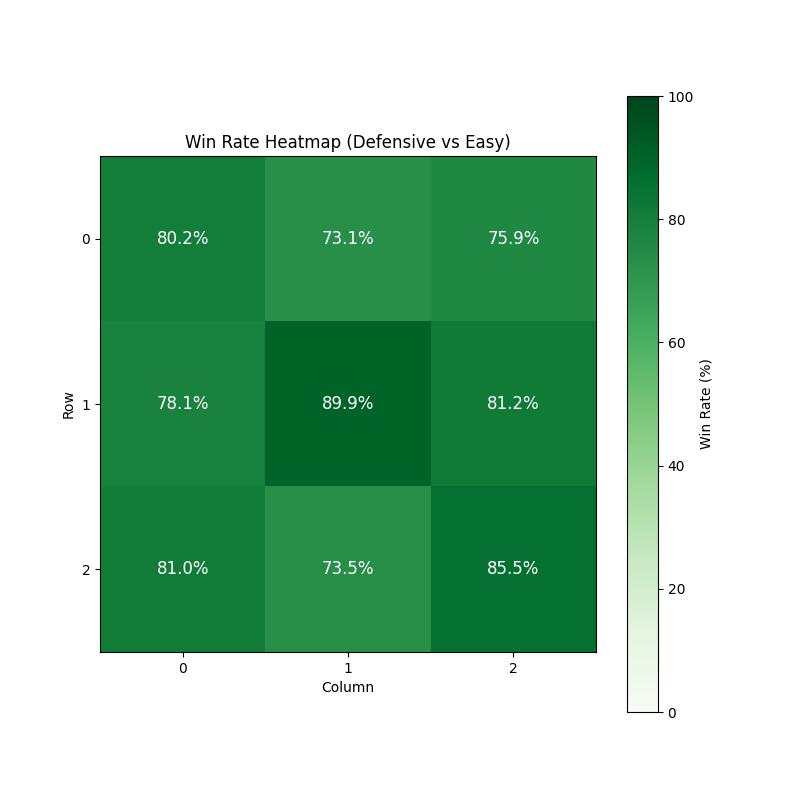 Win Rate Heatmap (Defensive vs Easy)
100
80
60
40
20
0
Win Rate (%)
Row
0
80.2% 73.1% 75.9%
1
78.1% 89.9% 81.2%
2
81.0% 73.5% 85.5%
0 1 2
Column